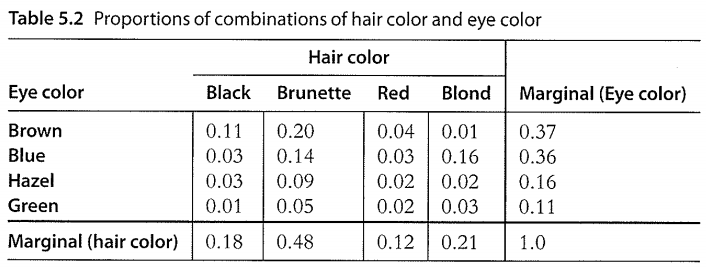 Table 5.2 Proportions of combinations of hair color and eye color
Hair color
Eye color Black Brunette Red Blond Marginal (Eye color)
Brown 0.11 0.20 0.04 0.01 0.37
Blue 0.03 0.14 0.03 0.16 0.36
Hazel 0.03 0.09 0.02 0.02 0.16
Green 0.01 0.05 0.02 0.03 0.11
Marginal (hair color) 0.18 0.48 0.12 0.21 1.0